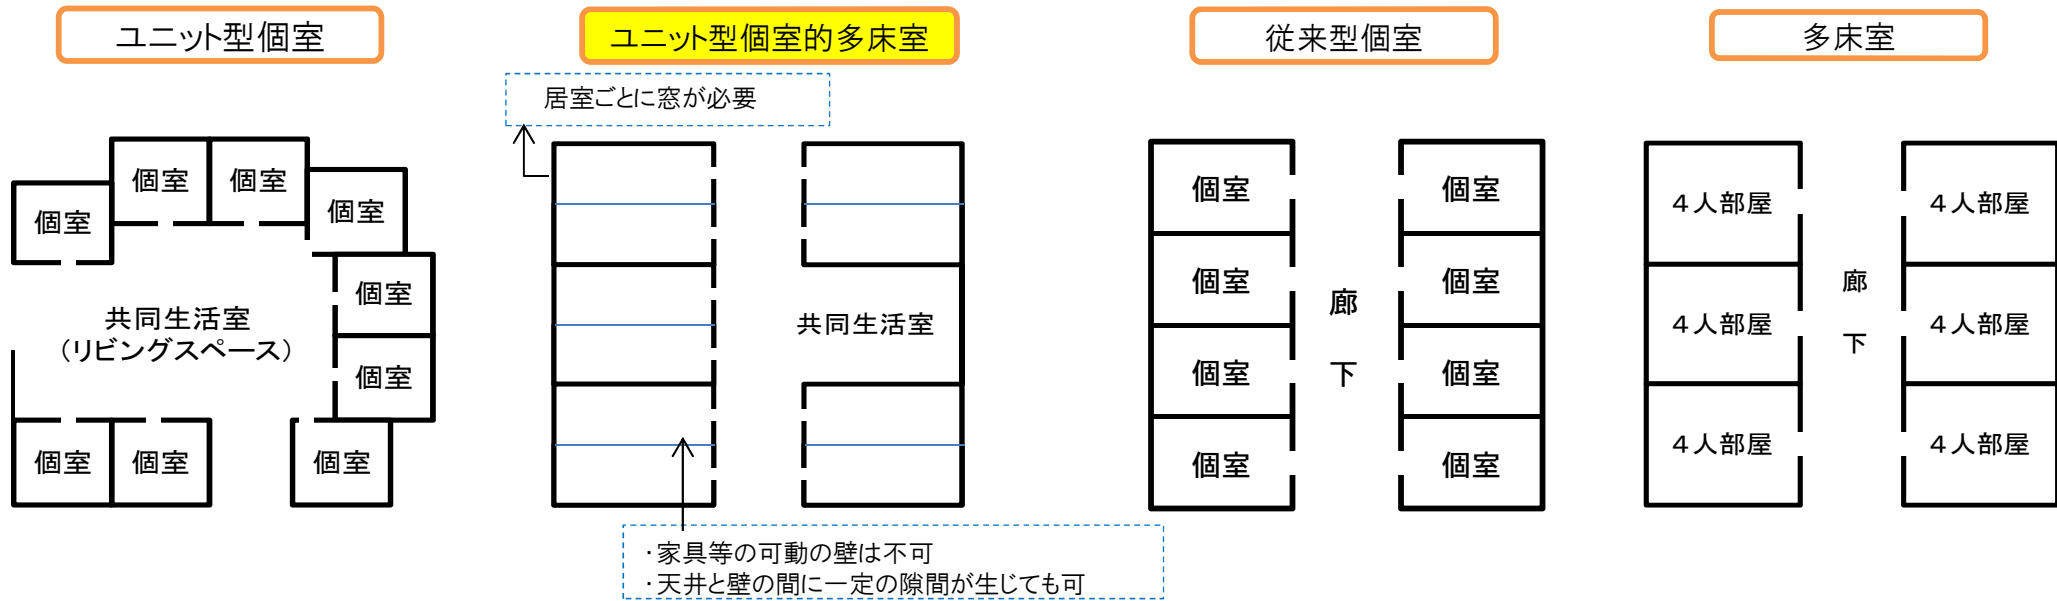 ユニット型個室
ユニット型個室的多床室
従来型個室
多床室
居室ごとに窓が必要
個室
個室
個室
個室
個室
個室
個室
個室
個室
共同生活室
（リビングスペース）
共同生活室
・家具等の可動の壁は不可
・天井と壁の間に一定の隙間が生じても可
個室
個室
個室
個室
個室
個室
個室
個室
廊
下
４人部屋
４人部屋
４人部屋
４人部屋
４人部屋
４人部屋
廊
下